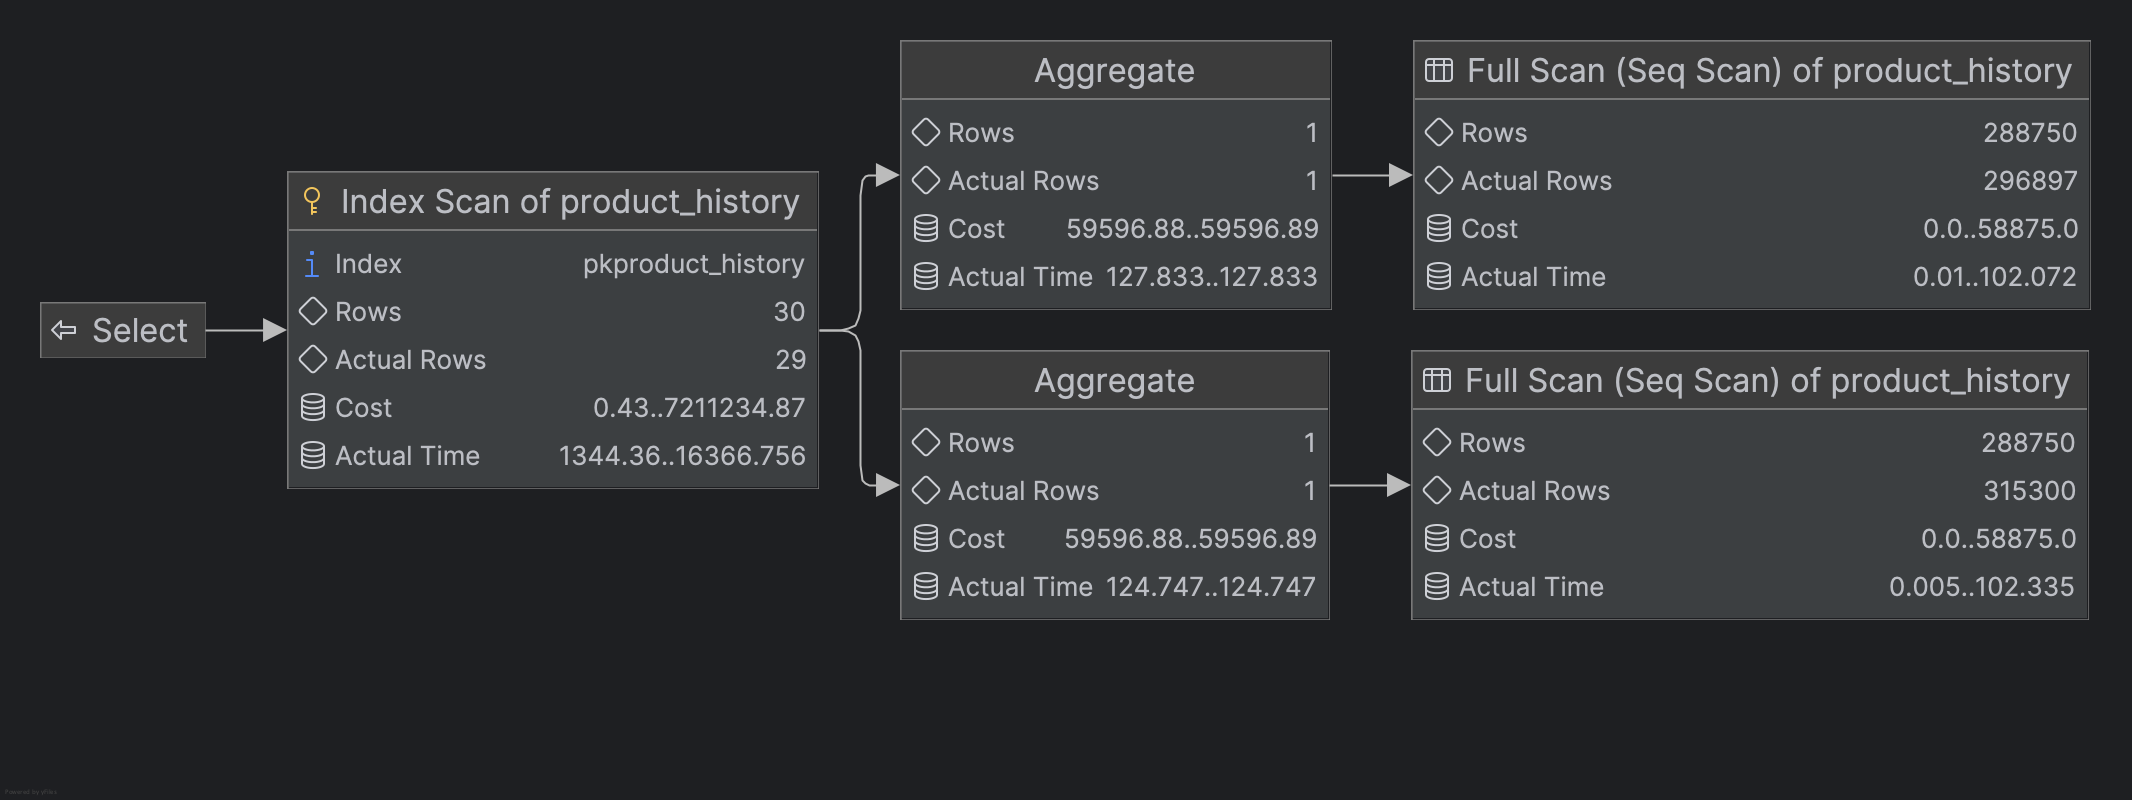 Select
Index Scan of product_history
Index pkproduct_history
Rows 30
Actual Rows 29
Cost 0.43..7211234.87
Actual Time 1344.36..16366.756
Aggregate
Rows 1
Actual Rows 1
Cost 59596.88..59596.89
Actual Time 127.833..127.833
Full Scan (Seq Scan) of product_history
Rows 288750
Actual Rows 296897
Cost 0.0..58875.0
Actual Time 0.01..102.072
Aggregate
Rows 1
Actual Rows 1
Cost 59596.88..59596.89
Actual Time 124.747..124.747
Full Scan (Seq Scan) of product_history
Rows 288750
Actual Rows 315300
Cost 0.0..58875.0
Actual Time 0.005..102.335
Powered by yFiles